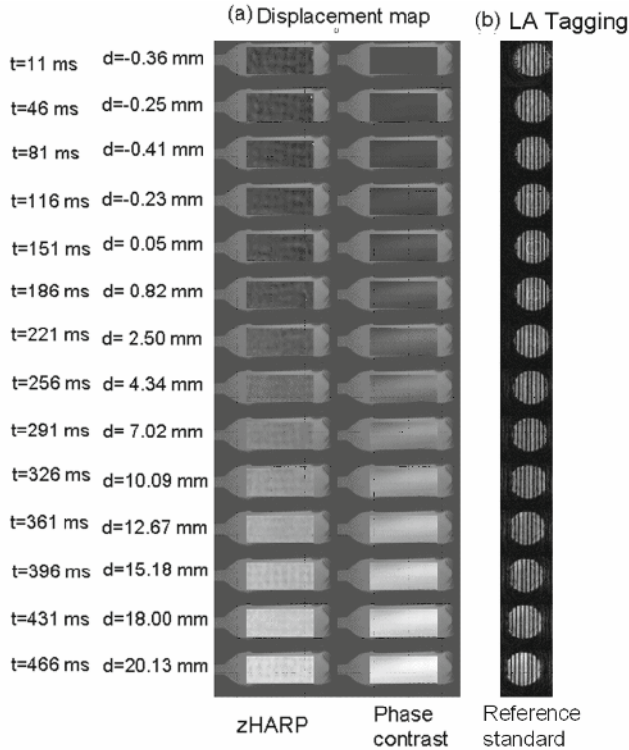 (a) Displacement map (b) LA Tagging
t=11 ms d=-0.36 mm
t=46 ms d=-0.25 mm
t=81 ms d=-0.41 mm
t=116 ms d=-0.23 mm
t=151 ms d= 0.05 mm
t=186 ms d= 0.82 mm
t=221 ms d= 2.50 mm
t=256 ms d= 4.34 mm
t=291 ms d= 7.02 mm
t=326 ms d=10.09 mm
t=361 ms d=12.67 mm
t=396 ms d=15.18 mm
t=431 ms d=18.00 mm
t=466 ms d=20.13 mm
zHARP Phase contrast Reference standard